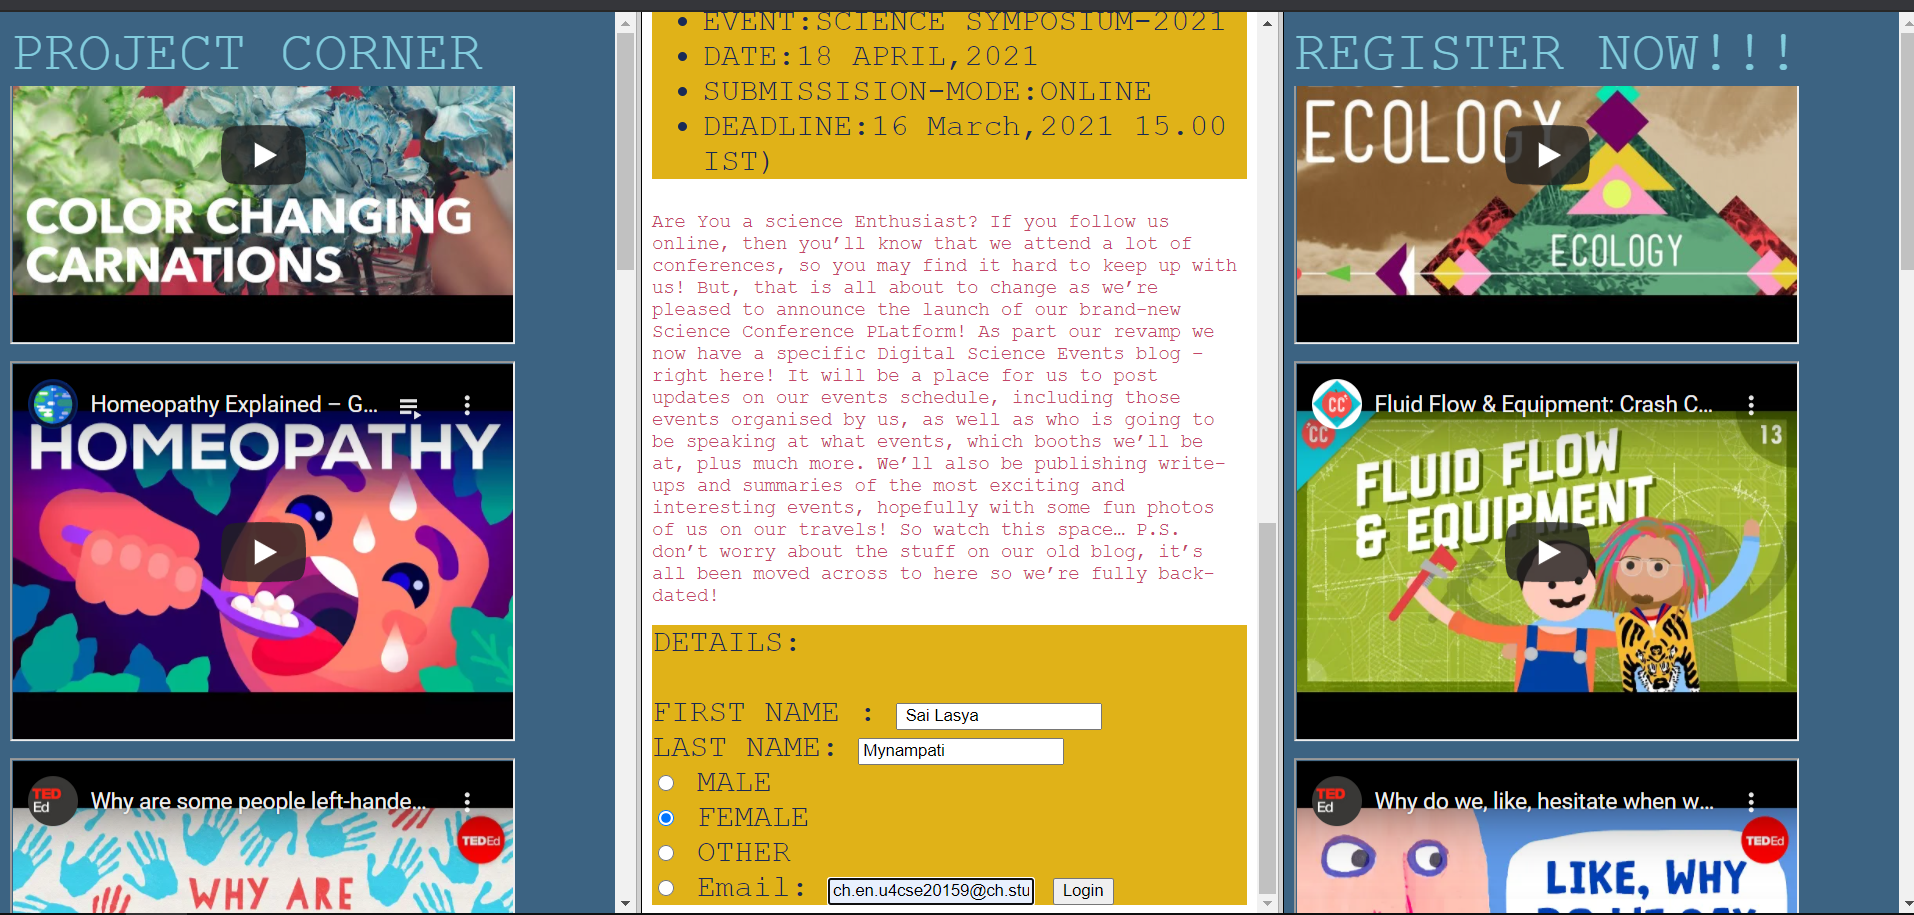 PROJECT CORNER
COLOR CHANGING
CARNATIONS
Homeopathy Explained – G...
HOMEOPATHY
TED
Ed
Why are some people left-hande...
TEDEd
WHY ARE
EVENT:SCIENCE SYMPOSIUM-2021
DATE:18 APRIL,2021
SUBMISSISION-MODE:ONLINE
DEADLINE:16 March,2021 15.00
IST)
Are You a science Enthusiast? If you follow us
online, then you’ll know that we attend a lot of
conferences, so you may find it hard to keep up with
us! But, that is all about to change as we’re
pleased to announce the launch of our brand-new
Science Conference PLatform! As part our revamp we
now have a specific Digital Science Events blog –
right here! It will be a place for us to post
updates on our events schedule, including those
events organised by us, as well as who is going to
be speaking at what events, which booths we’ll be
at, plus much more. We’ll also be publishing write-
ups and summaries of the most exciting and
interesting events, hopefully with some fun photos
of us on our travels! So watch this space… P.S.
don’t worry about the stuff on our old blog, it’s
all been moved across to here so we’re fully back-
dated!
DETAILS:
FIRST NAME : Sai Lasya
LAST NAME: Mynampati
MALE
FEMALE
OTHER
Email: ch.en.u4cse20159@ch.stu Login
REGISTER NOW!!!
ECOLOGY
ECOLOGY
CC
Fluid Flow & Equipment: Crash C...
CC
13
FLUID FLOW
& EQUIPMENT
TED
Ed
Why do we, like, hesitate when w...
TEDEd
LIKE, WHY
DO WE SAY